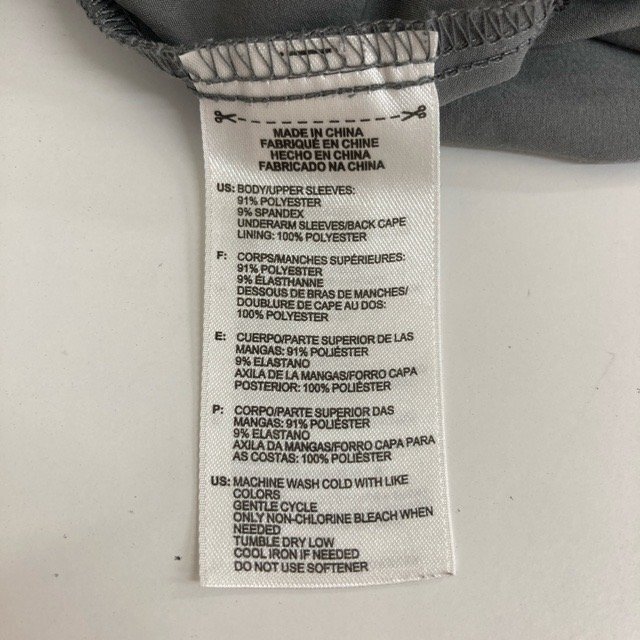 MADE IN CHINA
FABRIQUÉ EN CHINE
HECHO EN CHINA
FABRICADO NA CHINA
US: BODY/UPPER SLEEVES:
91% POLYESTER
9% SPANDEX
UNDERARM SLEEVES/BACK CAPE
LINING: 100% POLYESTER
F: CORPS/MANCHES SUPÉRIEURES:
91% POLYESTER
9% ÉLASTHANNE
DESSOUS DE BRAS DE MANCHES/
DOUBLURE DE CAPE AU DOS:
100% POLYESTER
E: CUERPO/PARTE SUPERIOR DE LAS
MANGAS: 91% POLIÉSTER
9% ELASTANO
AXILA DE LA MANGAS/FORRO CAPA
POSTERIOR: 100% POLIÉSTER
P: CORPO/PARTE SUPERIOR DAS
MANGAS: 91% POLIÉSTER
9% ELASTANO
AXILA DA MANGAS/FORRO CAPA PARA
AS COSTAS: 100% POLIÉSTER
US: MACHINE WASH COLD WITH LIKE
COLORS
GENTLE CYCLE
ONLY NON-CHLORINE BLEACH WHEN
NEEDED
TUMBLE DRY LOW
COOL IRON IF NEEDED
DO NOT USE SOFTENER